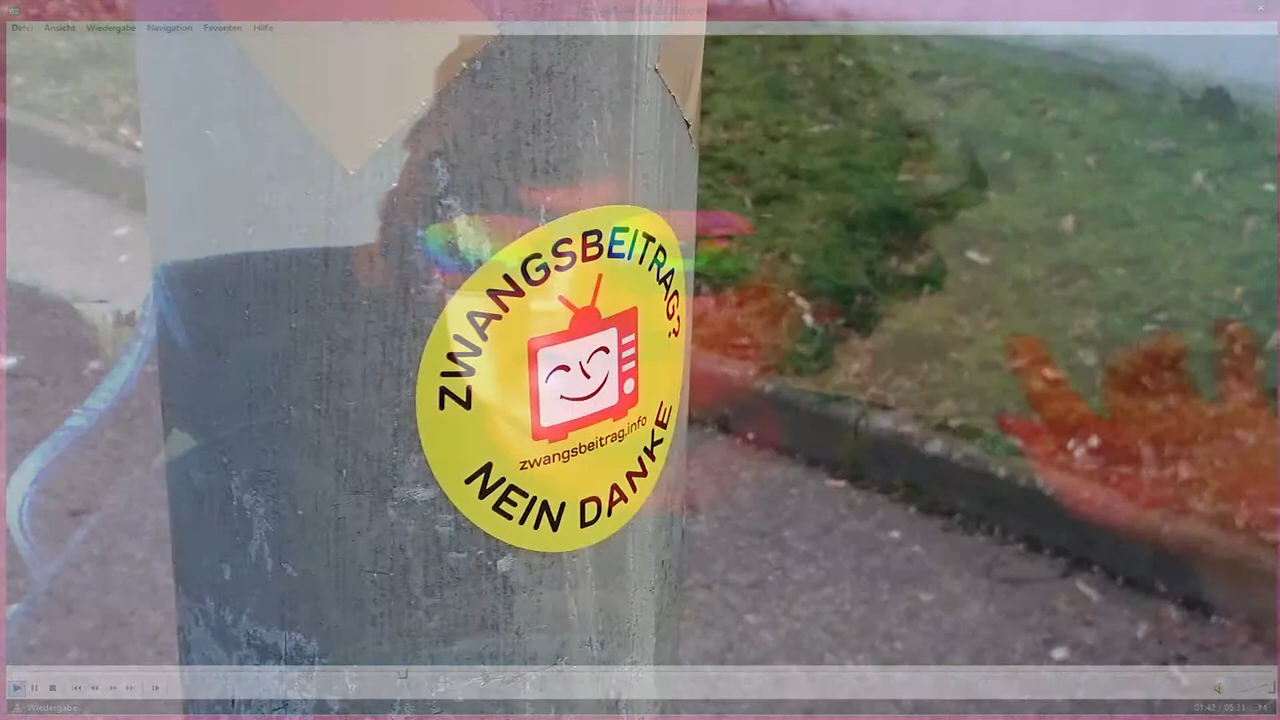 Datei Ansicht Wiedergabe Navigation Favoriten Hilfe
ZWANGSBEITRAG?
zwangsbeitrag.info
NEIN DANKE
Wiedergabe
01:42 / 05:31